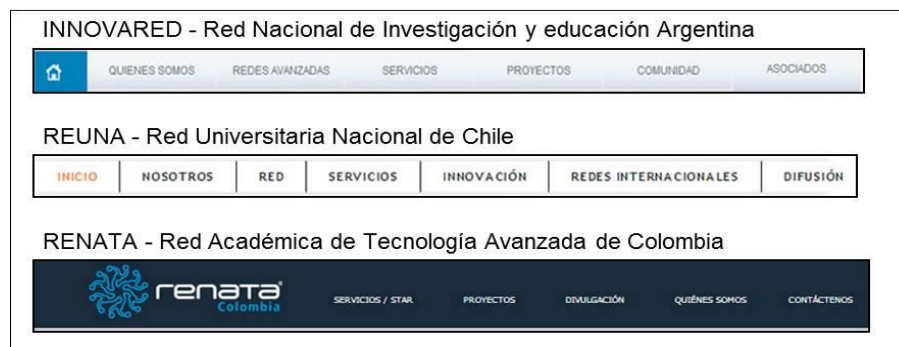 INNOVARED - Red Nacional de Investigación y educación Argentina
QUIENES SOMOS REDES AVANZADAS SERVICIOS PROYECTOS COMUNIDAD ASOCIADOS
REUNA - Red Universitaria Nacional de Chile
INICIO NOSOTROS RED SERVICIOS INNOVACIÓN REDES INTERNACIONALES DIFUSIÓN
RENATA - Red Académica de Tecnología Avanzada de Colombia
renata
Colombia
SERVICIOS / STAR PROYECTOS DIVULGACIÓN QUIÉNES SOMOS CONTÁCTENOS